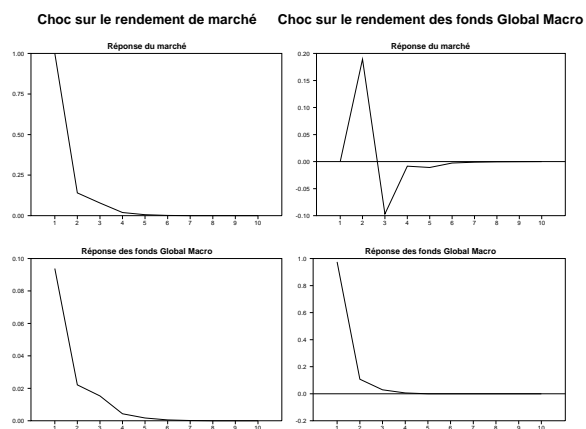 Choc sur le rendement de marché
Choc sur le rendement des fonds Global Macro
Réponse du marché
1.00
0.75
0.50
0.25
0.00
1 2 3 4 5 6 7 8 9 10
Réponse du marché
0.20
0.15
0.10
0.05
0.00
-0.05
-0.10
1 2 3 4 5 6 7 8 9 10
Réponse des fonds Global Macro
0.10
0.08
0.06
0.04
0.02
0.00
1 2 3 4 5 6 7 8 9 10
Réponse des fonds Global Macro
1.0
0.8
0.6
0.4
0.2
0.0
-0.2
1 2 3 4 5 6 7 8 9 10